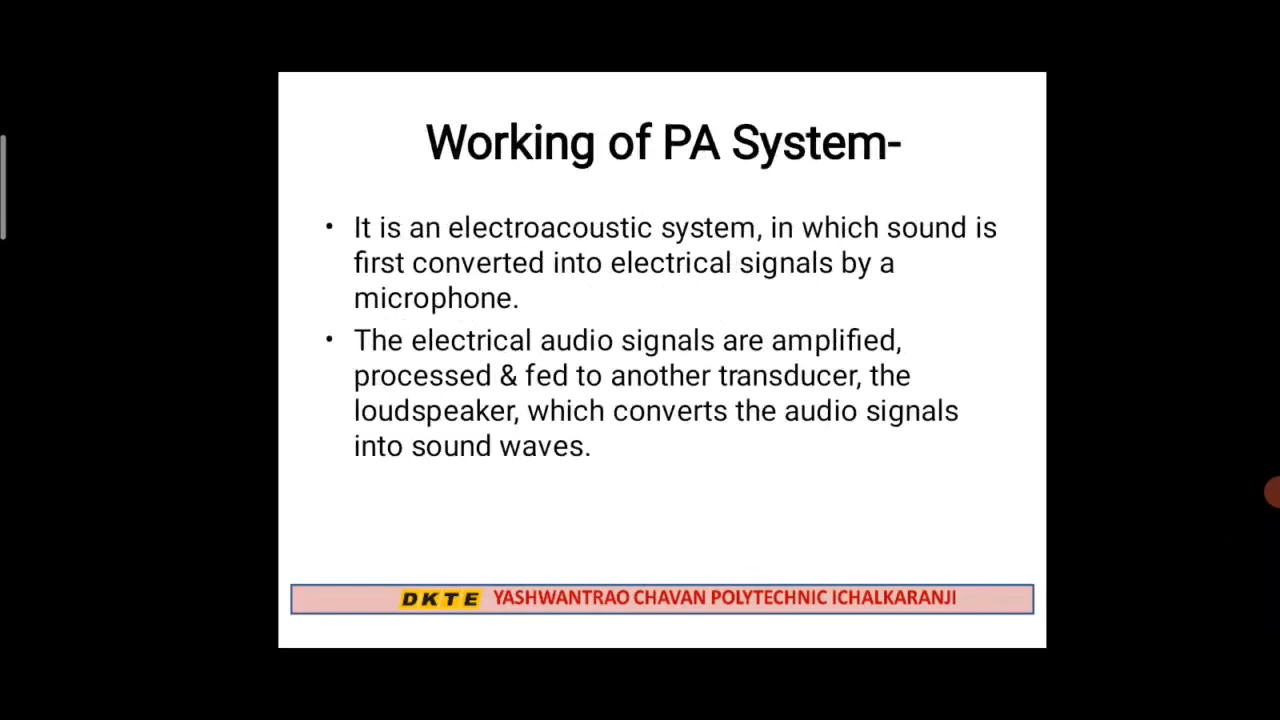 Working of PA System-
• It is an electroacoustic system, in which sound is
first converted into electrical signals by a
microphone.
• The electrical audio signals are amplified,
processed & fed to another transducer, the
loudspeaker, which converts the audio signals
into sound waves.
DKTE YASHWANTRAO CHAVAN POLYTECHNIC ICHALKARANJI